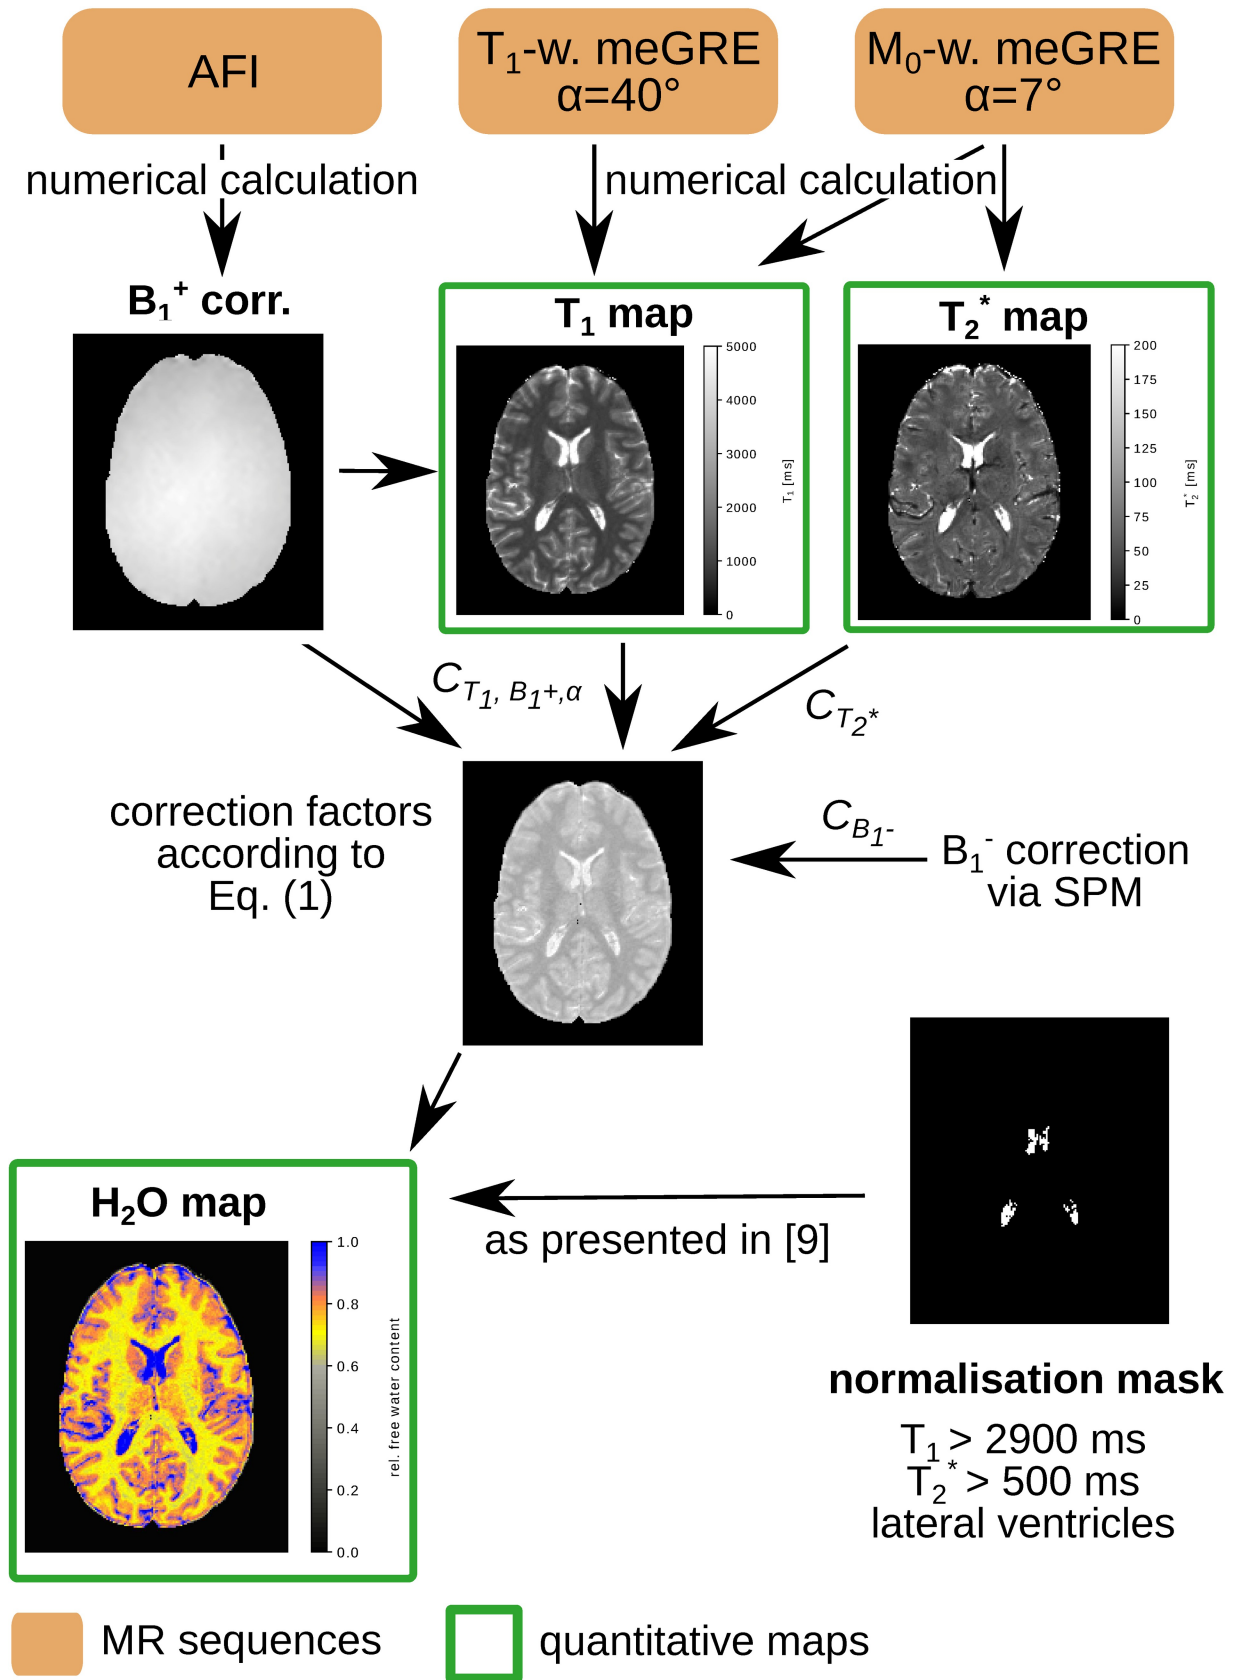 AFI
T₁-w. meGRE
α=40°
M₀-w. meGRE
α=7°
numerical calculation
numerical calculation
B₁⁺ corr.
T₁ map
5000
4000
3000
2000
1000
0
T₁ [ms]
T₂* map
200
175
150
125
100
75
50
25
0
T₂* [ms]
C_T₁, B₁+,α
C_T₂*
correction factors
according to
Eq. (1)
C_B₁-
B₁⁻ correction
via SPM
H₂O map
1.0
0.8
0.6
0.4
0.2
0.0
rel. free water content
as presented in [9]
normalisation mask
T₁ > 2900 ms
T₂* > 500 ms
lateral ventricles
MR sequences
quantitative maps